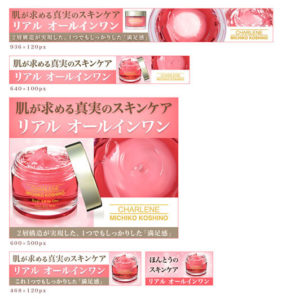 肌が求める真実のスキンケア
リアル オールインワン
2層構造が実現した、1つでもしっかりした「満足感」
CHARLENE
MICHIKO KOSHINO
936×120px
肌が求める真実のスキンケア
リアル オールインワン
640×100px
肌が求める真実のスキンケア
リアル オールインワン
CHARLENE
MICHIKO KOSHINO
CHARLENE
MICHIKO KOSHINO
2層構造が実現した、1つでもしっかりした「満足感」
600×500px
肌が求める真実のスキンケア
リアル オールインワン
これ1つでもしっかりした「満足感」
468×120px
ほんとうの
スキンケア
リアル オールインワン